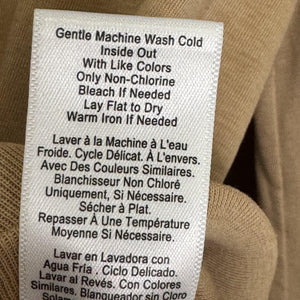 Gentle Machine Wash Cold
Inside Out
With Like Colors
Only Non-Chlorine
Bleach If Needed
Lay Flat to Dry
Warm Iron If Needed
Laver à la Machine à L'eau
Froide. Cycle Délicat. À L'envers.
Avec Des Couleurs Similaires.
Blanchisseur Non Chloré
Uniquement, Si Nécessaire.
Sécher à Plat.
Repasser À Une Température
Moyenne Si Nécessaire.
Lavar en Lavadora con
Agua Fría . Ciclo Delicado.
Lavar al Revés. Con Colores
Similares. Blanqueador sin Cloro